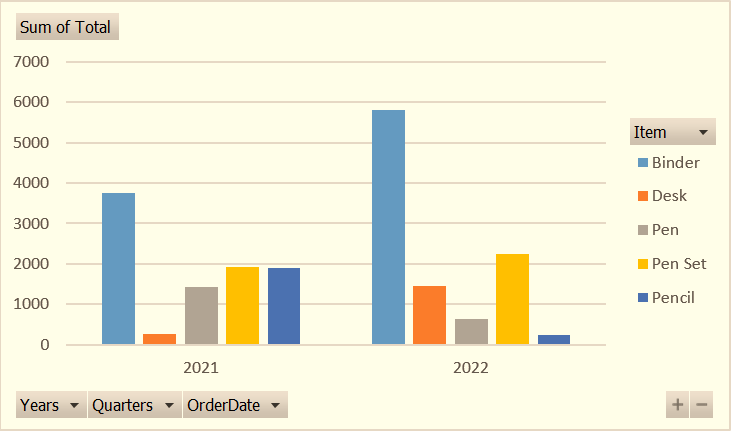 Sum of Total
7000
6000
5000
4000
3000
2000
1000
0
2021 2022
Item
Binder
Desk
Pen
Pen Set
Pencil
Years Quarters OrderDate
+ −